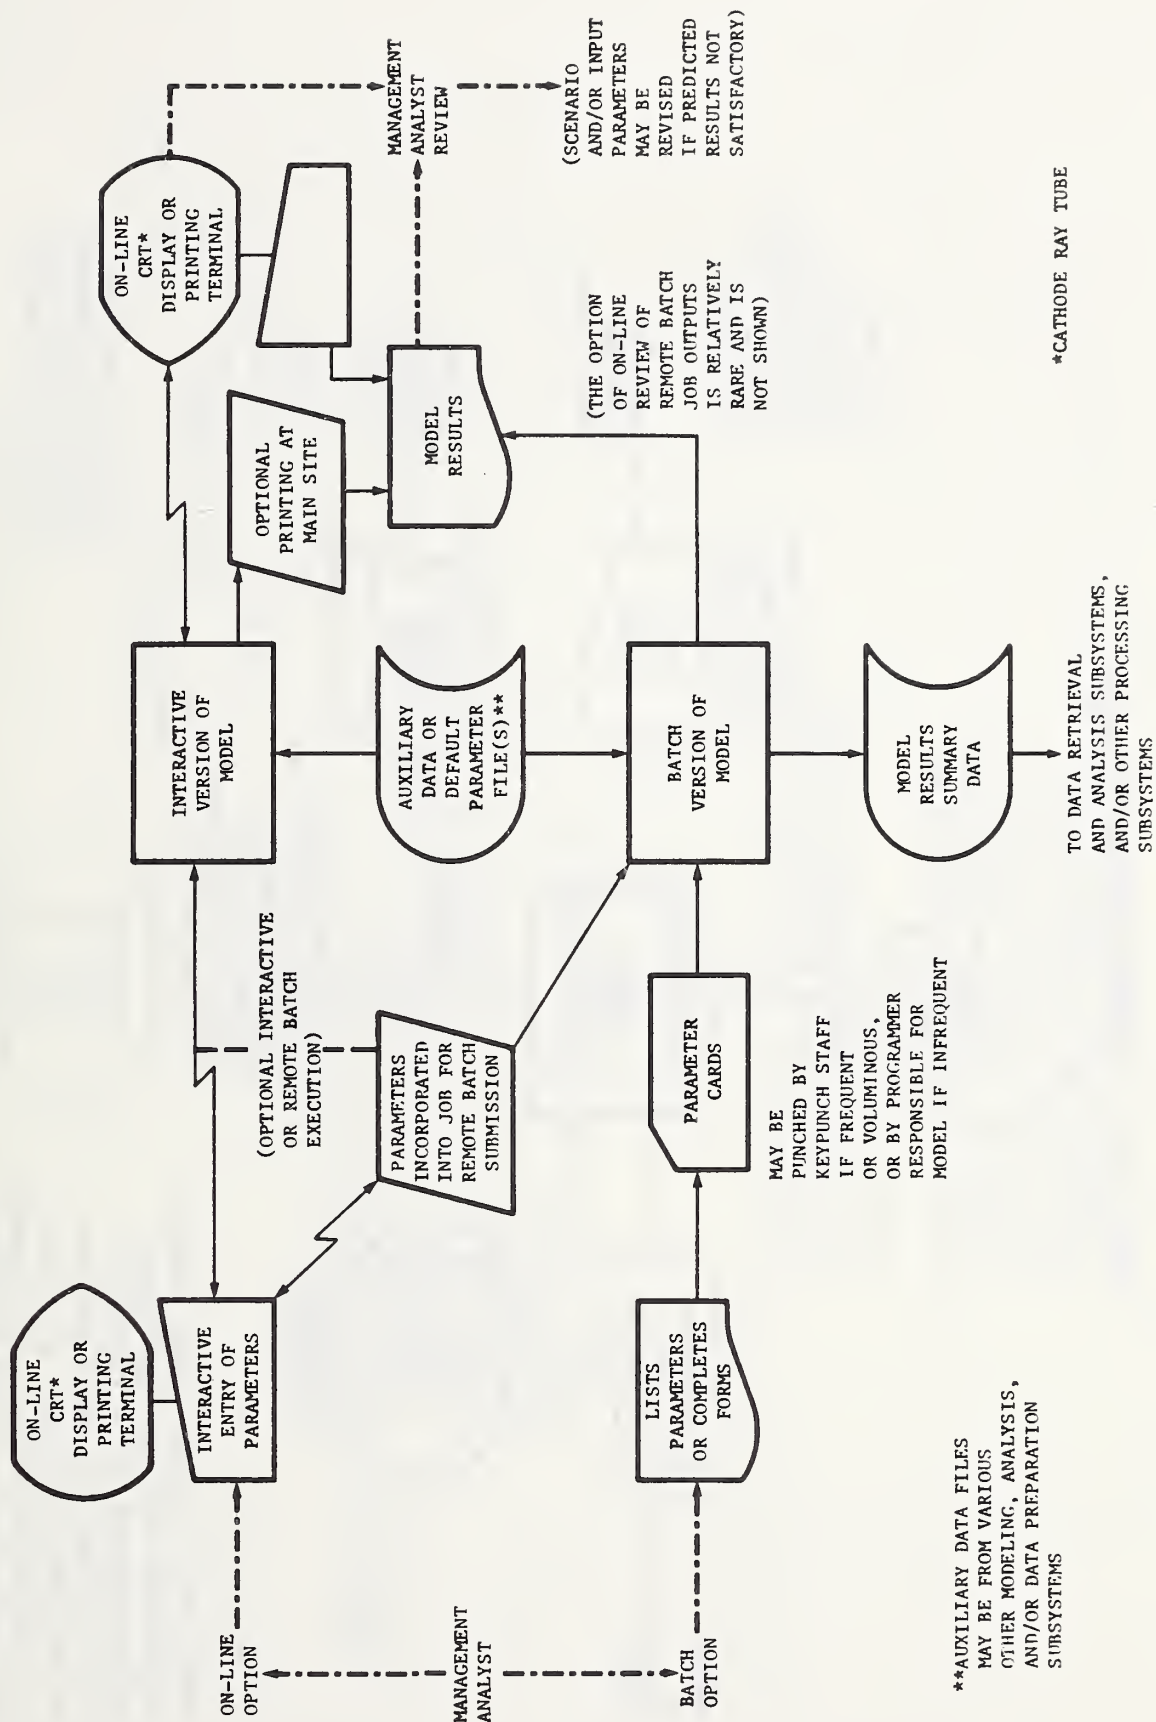 ON-LINE
CRT*
DISPLAY OR
PRINTING
TERMINAL
ON-LINE
OPTION
INTERACTIVE
ENTRY OF
PARAMETERS
(OPTIONAL INTERACTIVE
OR REMOTE BATCH
EXECUTION)
INTERACTIVE
VERSION OF
MODEL
ON-LINE
CRT*
DISPLAY OR
PRINTING
TERMINAL
OPTIONAL
PRINTING AT
MAIN SITE
MANAGEMENT
ANALYST
REVIEW
MANAGEMENT
ANALYST
PARAMETERS
INCORPORATED
INTO JOB FOR
REMOTE BATCH
SUBMISSION
AUXILIARY
DATA OR
DEFAULT
PARAMETER
FILE(S)**
MODEL
RESULTS
(SCENARIO
AND/OR INPUT
PARAMETERS
MAY BE
REVISED
IF PREDICTED
RESULTS NOT
SATISFACTORY)
BATCH
OPTION
LISTS
PARAMETERS
OR COMPLETES
FORMS
PARAMETER
CARDS
BATCH
VERSION OF
MODEL
(THE OPTION
OF ON-LINE
REVIEW OF
REMOTE BATCH
JOB OUTPUTS
IS RELATIVELY
RARE AND IS
NOT SHOWN)
MAY BE
PUNCHED BY
KEYPUNCH STAFF
IF FREQUENT
OR VOLUMINOUS,
OR BY PROGRAMMER
RESPONSIBLE FOR
MODEL IF INFREQUENT
MODEL
RESULTS
SUMMARY
DATA
**AUXILIARY DATA FILES
MAY BE FROM VARIOUS
OTHER MODELING, ANALYSIS,
AND/OR DATA PREPARATION
SUBSYSTEMS
TO DATA RETRIEVAL
AND ANALYSIS SUBSYSTEMS,
AND/OR OTHER PROCESSING
SUBSYSTEMS
*CATHODE RAY TUBE